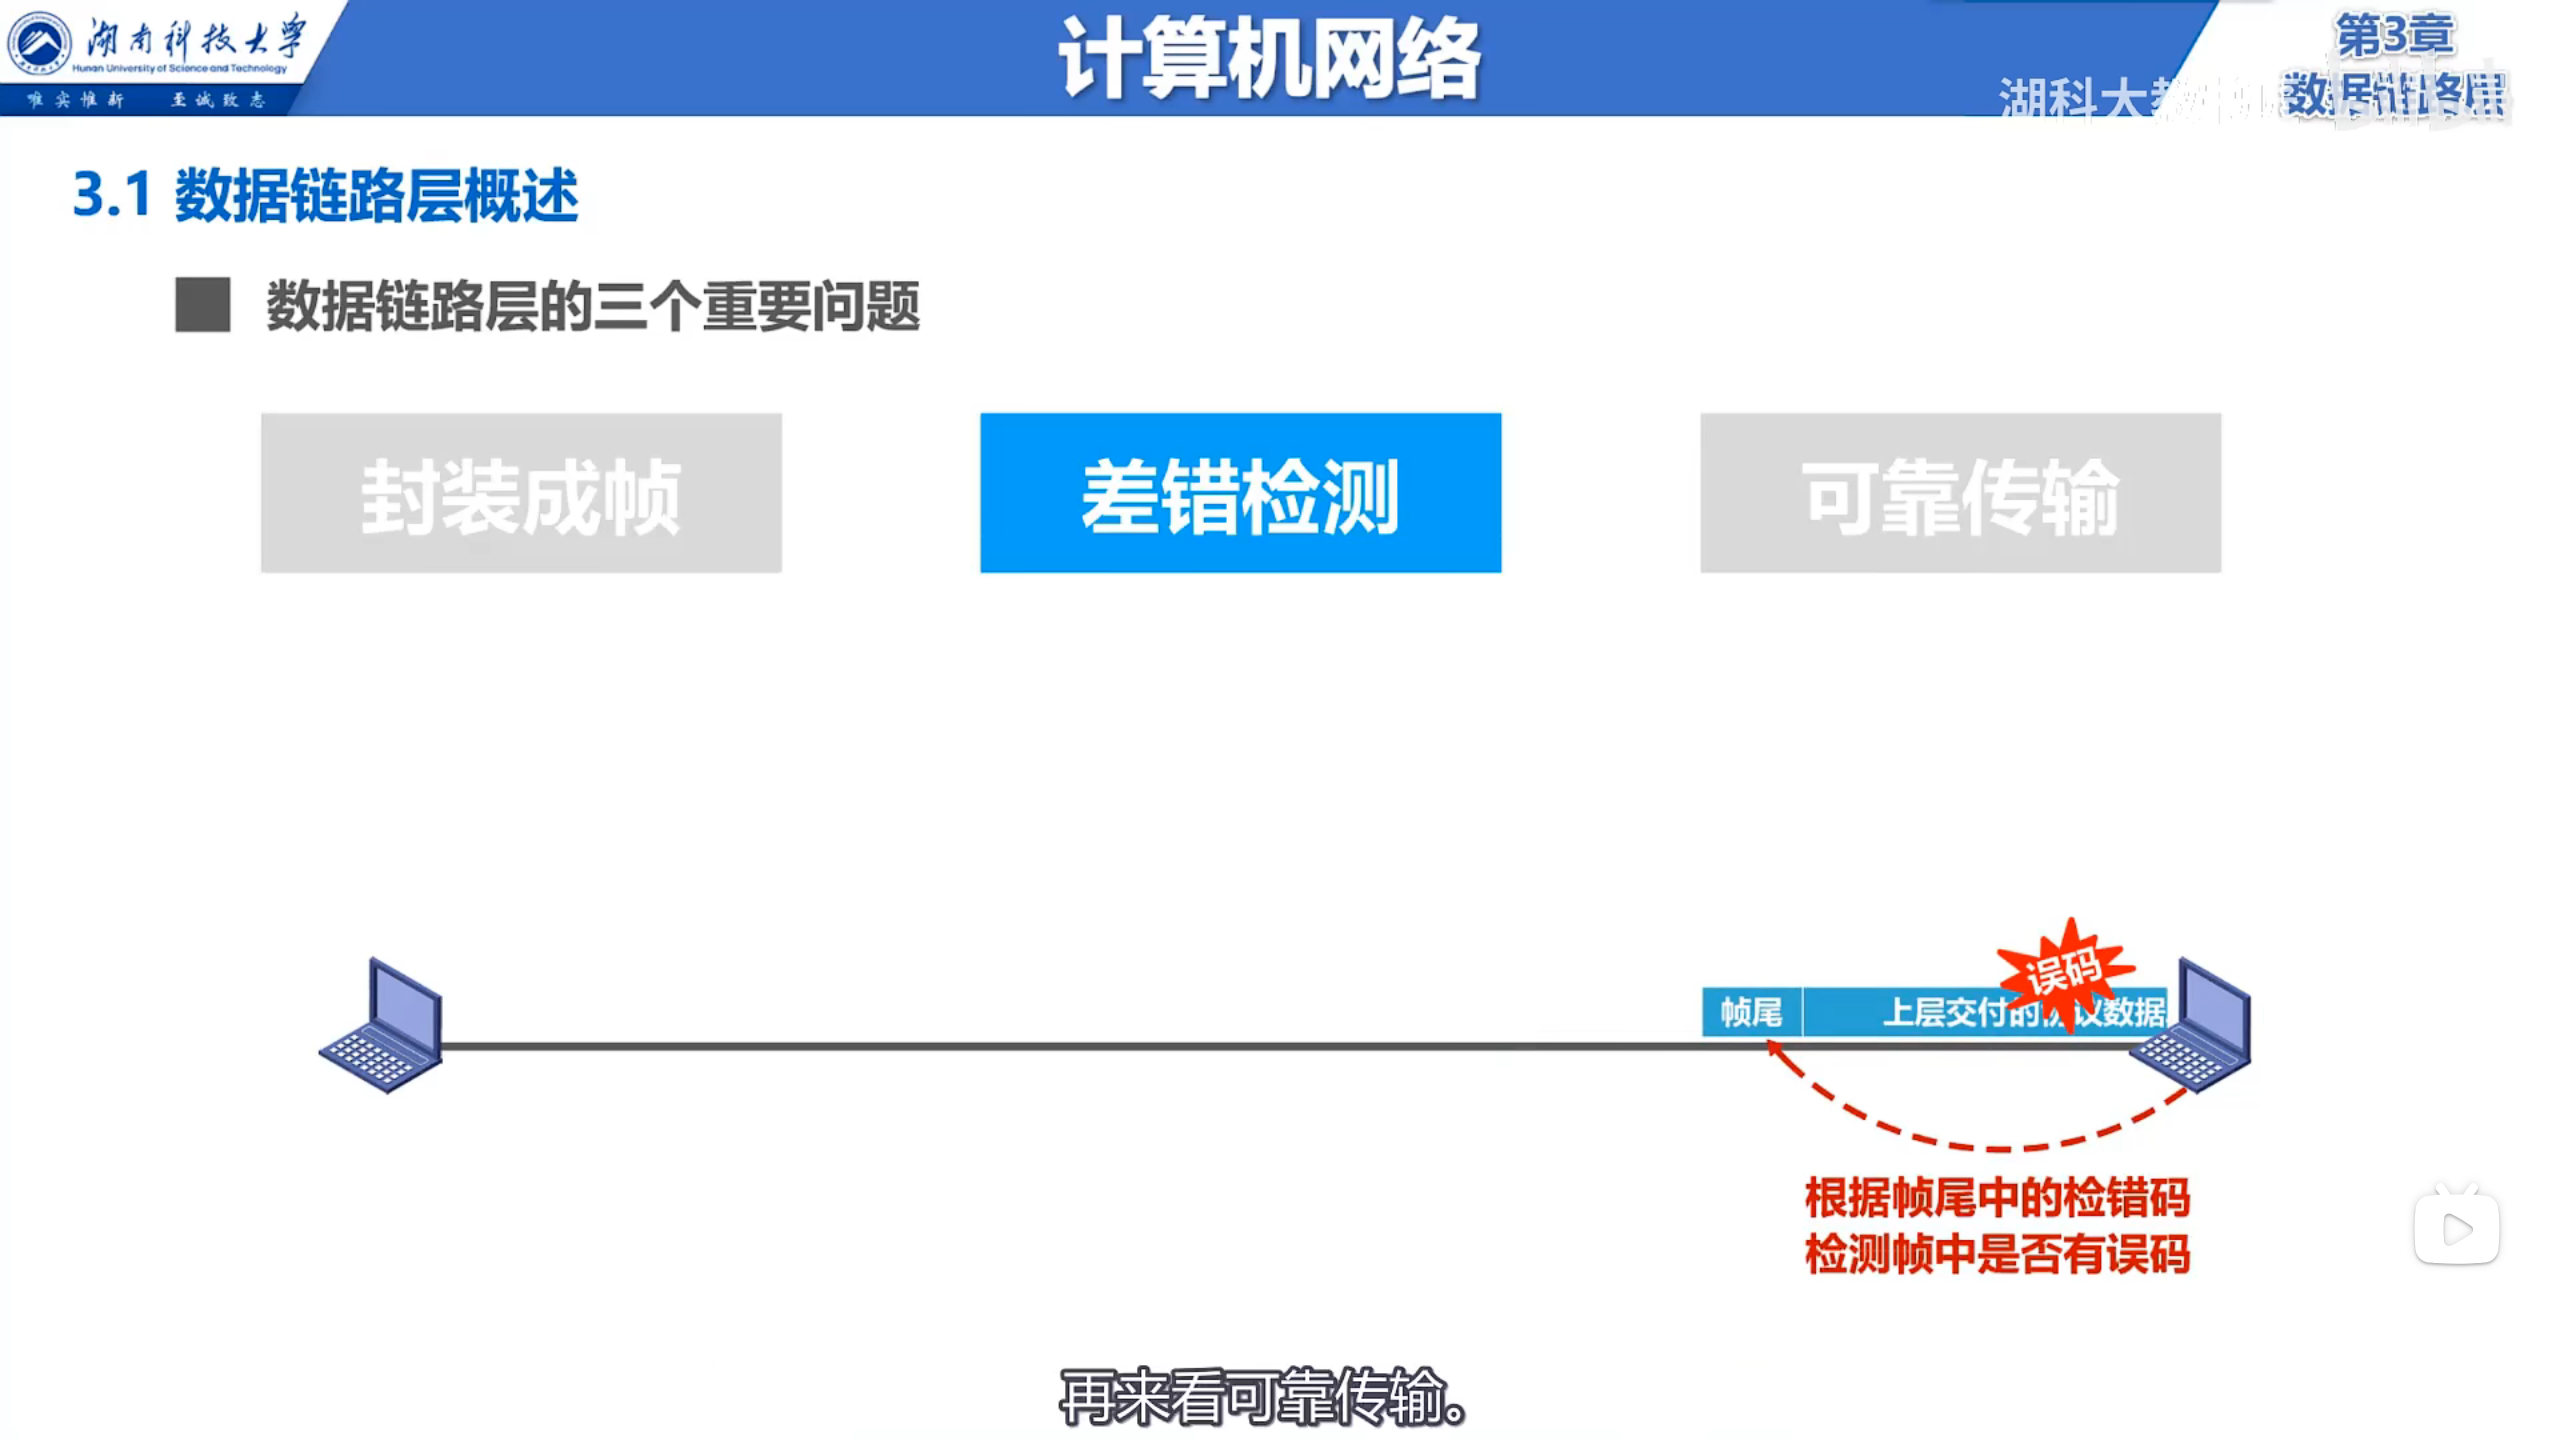 湖南科技大学
Hunan University of Science and Technology
唯实惟新 至诚致志
计算机网络
第3章
数据链路层
湖科大教书匠
3.1 数据链路层概述
数据链路层的三个重要问题
封装成帧
差错检测
可靠传输
误码
帧尾
上层交付的协议数据
根据帧尾中的检错码
检测帧中是否有误码
再来看可靠传输。